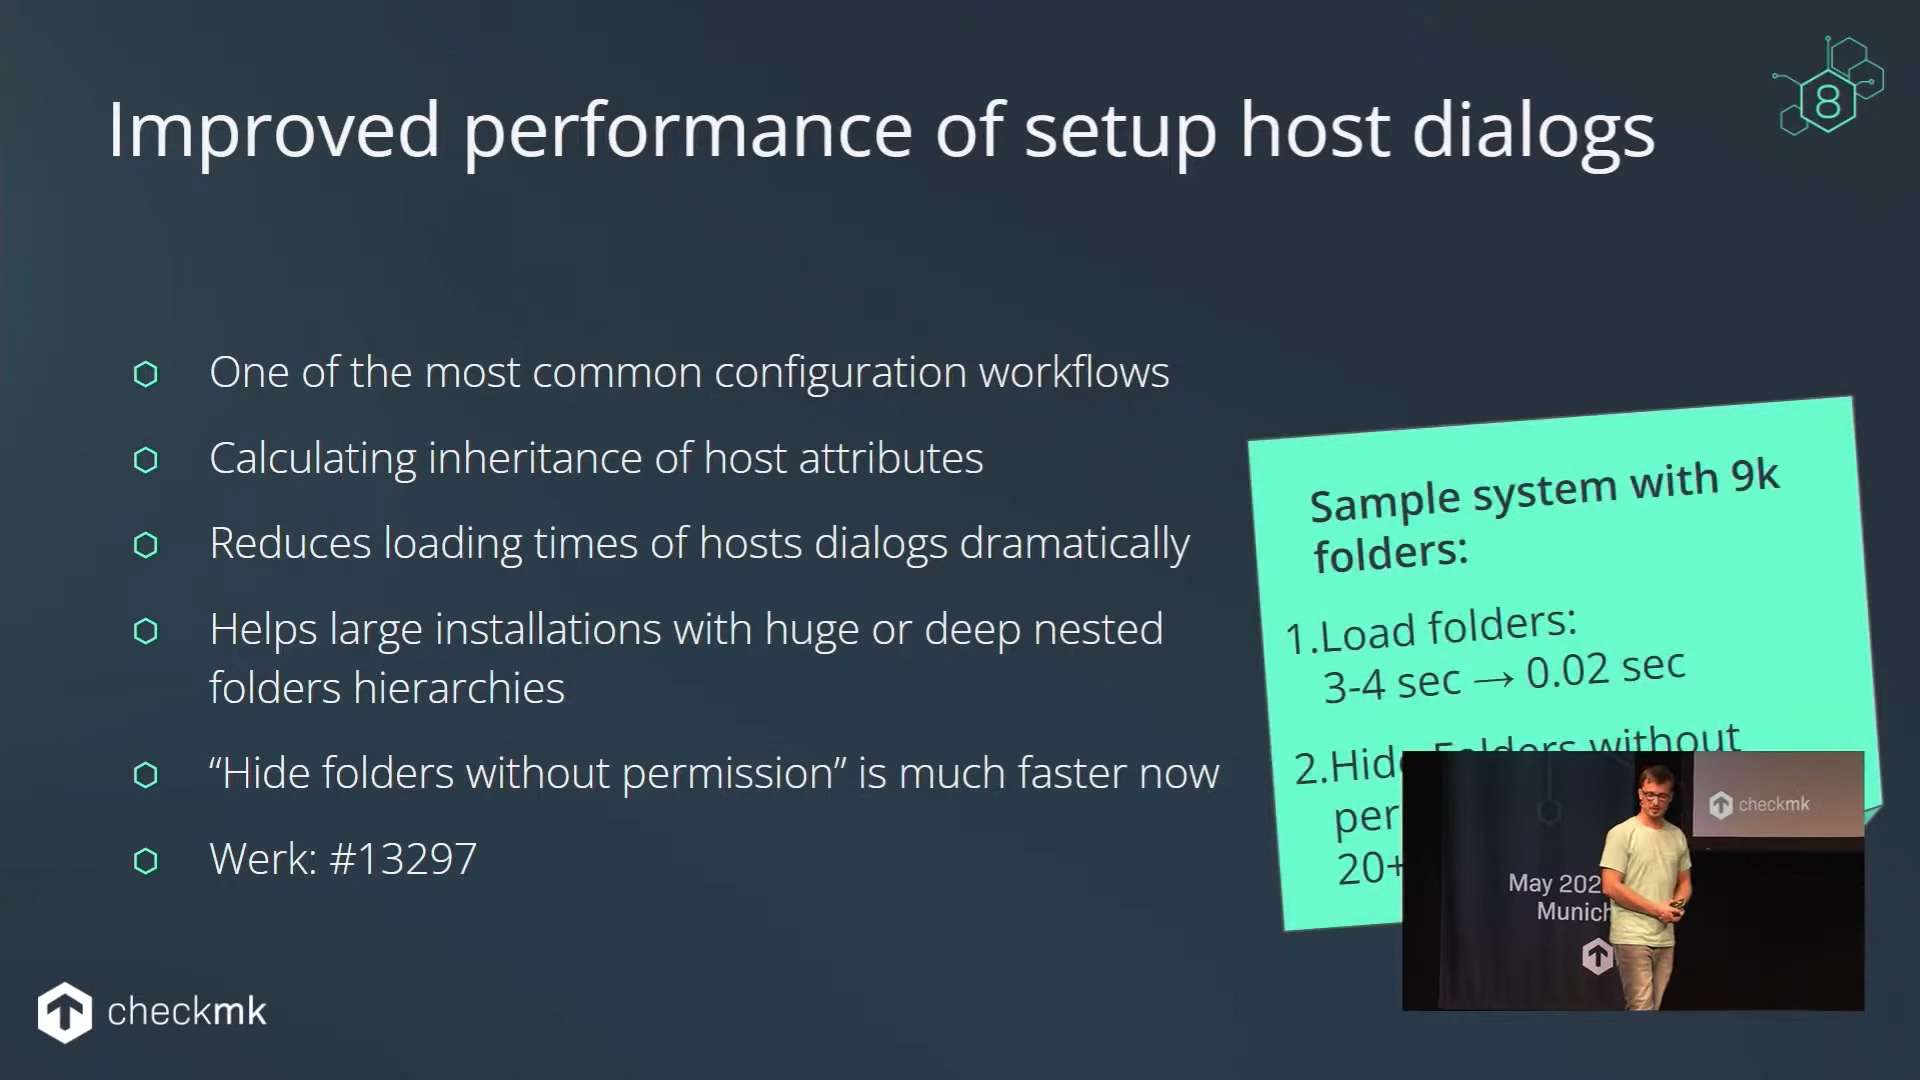 8
Improved performance of setup host dialogs
One of the most common configuration workflows
Calculating inheritance of host attributes
Reduces loading times of hosts dialogs dramatically
Helps large installations with huge or deep nested
folders hierarchies
“Hide folders without permission” is much faster now
Werk: #13297
Sample system with 9k
folders:
1.Load folders:
3-4 sec → 0.02 sec
2.Hide Folders without
20+
checkmk
May
Munich
checkmk